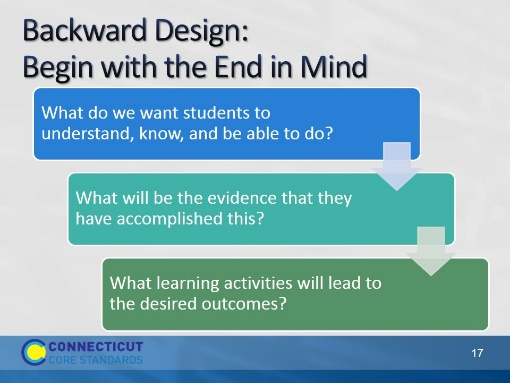 Backward Design:
Begin with the End in Mind
What do we want students to
understand, know, and be able to do?
What will be the evidence that they
have accomplished this?
What learning activities will lead to
the desired outcomes?
CONNECTICUT
CORE STANDARDS
17